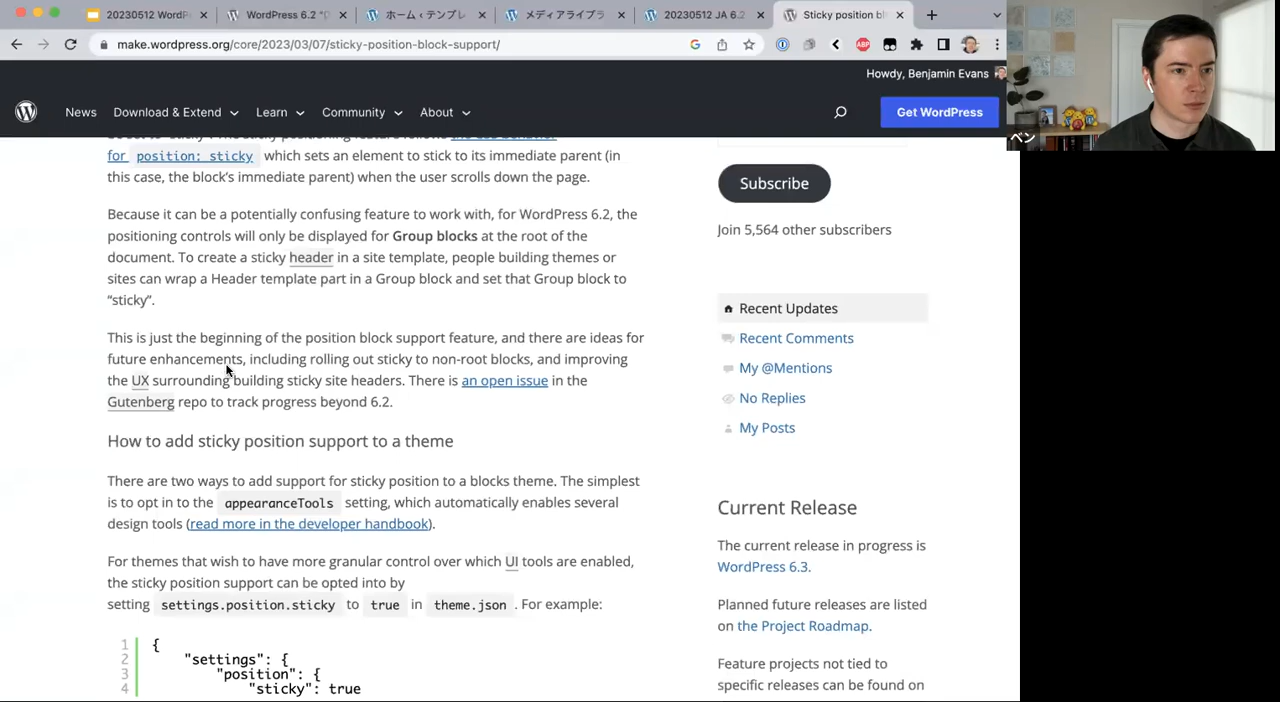 20230512 WordP
WordPress 6.2 "D
ホーム ‹ テンプレ
メディアライブラ
20230512 JA 6.2
Sticky position bl
make.wordpress.org/core/2023/03/07/sticky-position-block-support/
ABP
Howdy, Benjamin Evans
News
Download & Extend
Learn
Community
About
Get WordPress
ベン
for position: sticky which sets an element to stick to its immediate parent (in
this case, the block's immediate parent) when the user scrolls down the page.
Because it can be a potentially confusing feature to work with, for WordPress 6.2, the
positioning controls will only be displayed for Group blocks at the root of the
document. To create a sticky header in a site template, people building themes or
sites can wrap a Header template part in a Group block and set that Group block to
“sticky”.
This is just the beginning of the position block support feature, and there are ideas for
future enhancements, including rolling out sticky to non-root blocks, and improving
the UX surrounding building sticky site headers. There is an open issue in the
Gutenberg repo to track progress beyond 6.2.
How to add sticky position support to a theme
There are two ways to add support for sticky position to a blocks theme. The simplest
is to opt in to the appearanceTools setting, which automatically enables several
design tools (read more in the developer handbook).
For themes that wish to have more granular control over which UI tools are enabled,
the sticky position support can be opted into by
setting settings.position.sticky to true in theme.json. For example:
1 {
2 "settings": {
3 "position": {
4 "sticky": true
Subscribe
Join 5,564 other subscribers
Recent Updates
Recent Comments
My @Mentions
No Replies
My Posts
Current Release
The current release in progress is
WordPress 6.3.
Planned future releases are listed
on the Project Roadmap.
Feature projects not tied to
specific releases can be found on